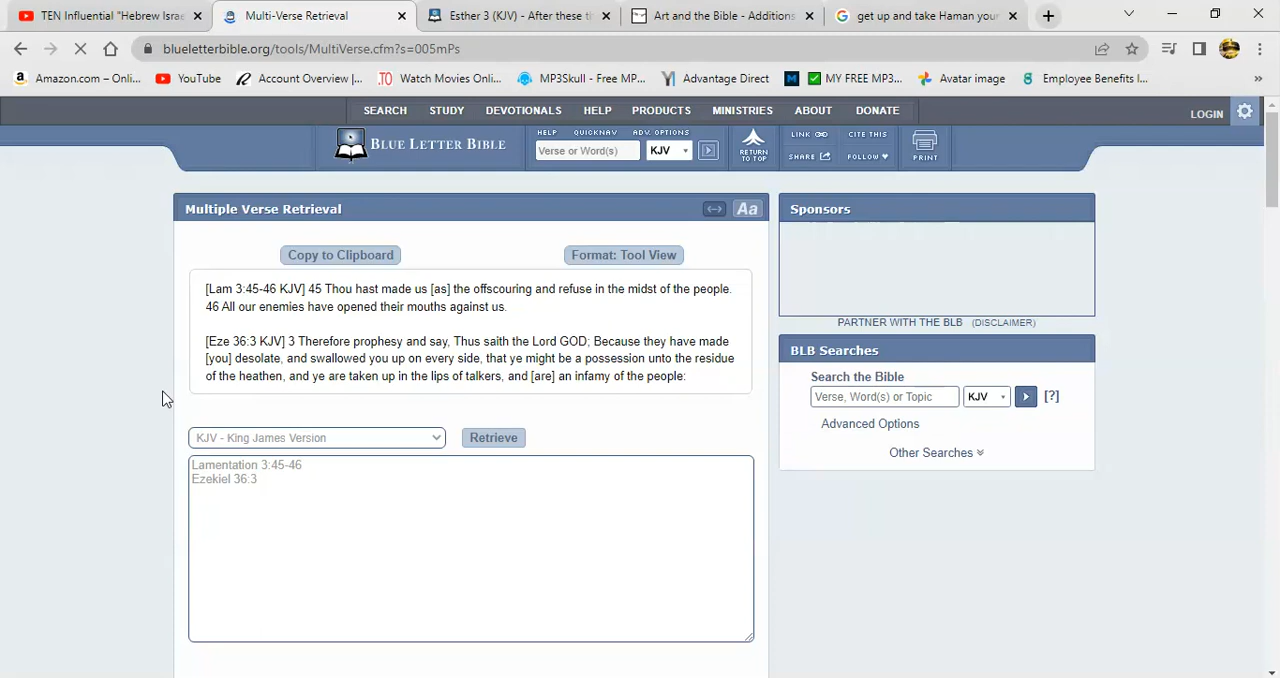 TEN Influential "Hebrew Israe
Multi-Verse Retrieval
Esther 3 (KJV) - After these ti
Art and the Bible - Additions
get up and take Haman your
blueletterbible.org/tools/MultiVerse.cfm?s=005mPs
Amazon.com – Onli...
YouTube
Account Overview |...
Watch Movies Onlin...
MP3Skull - Free MP...
Advantage Direct
MY FREE MP3...
Avatar image
Employee Benefits I...
SEARCH STUDY DEVOTIONALS HELP PRODUCTS MINISTRIES ABOUT DONATE
LOGIN
BLUE LETTER BIBLE
HELP QUICKNAV ADV. OPTIONS
Verse or Word(s) KJV
RETURN
TO TOP
LINK
CITE THIS
SHARE
FOLLOW
PRINT
Multiple Verse Retrieval
Aa
Copy to Clipboard
Format: Tool View
[Lam 3:45-46 KJV] 45 Thou hast made us [as] the offscouring and refuse in the midst of the people.
46 All our enemies have opened their mouths against us.
[Eze 36:3 KJV] 3 Therefore prophesy and say, Thus saith the Lord GOD; Because they have made
[you] desolate, and swallowed you up on every side, that ye might be a possession unto the residue
of the heathen, and ye are taken up in the lips of talkers, and [are] an infamy of the people:
KJV - King James Version
Retrieve
Lamentation 3:45-46
Ezekiel 36:3
Sponsors
PARTNER WITH THE BLB (DISCLAIMER)
BLB Searches
Search the Bible
Verse, Word(s) or Topic
KJV
[?]
Advanced Options
Other Searches